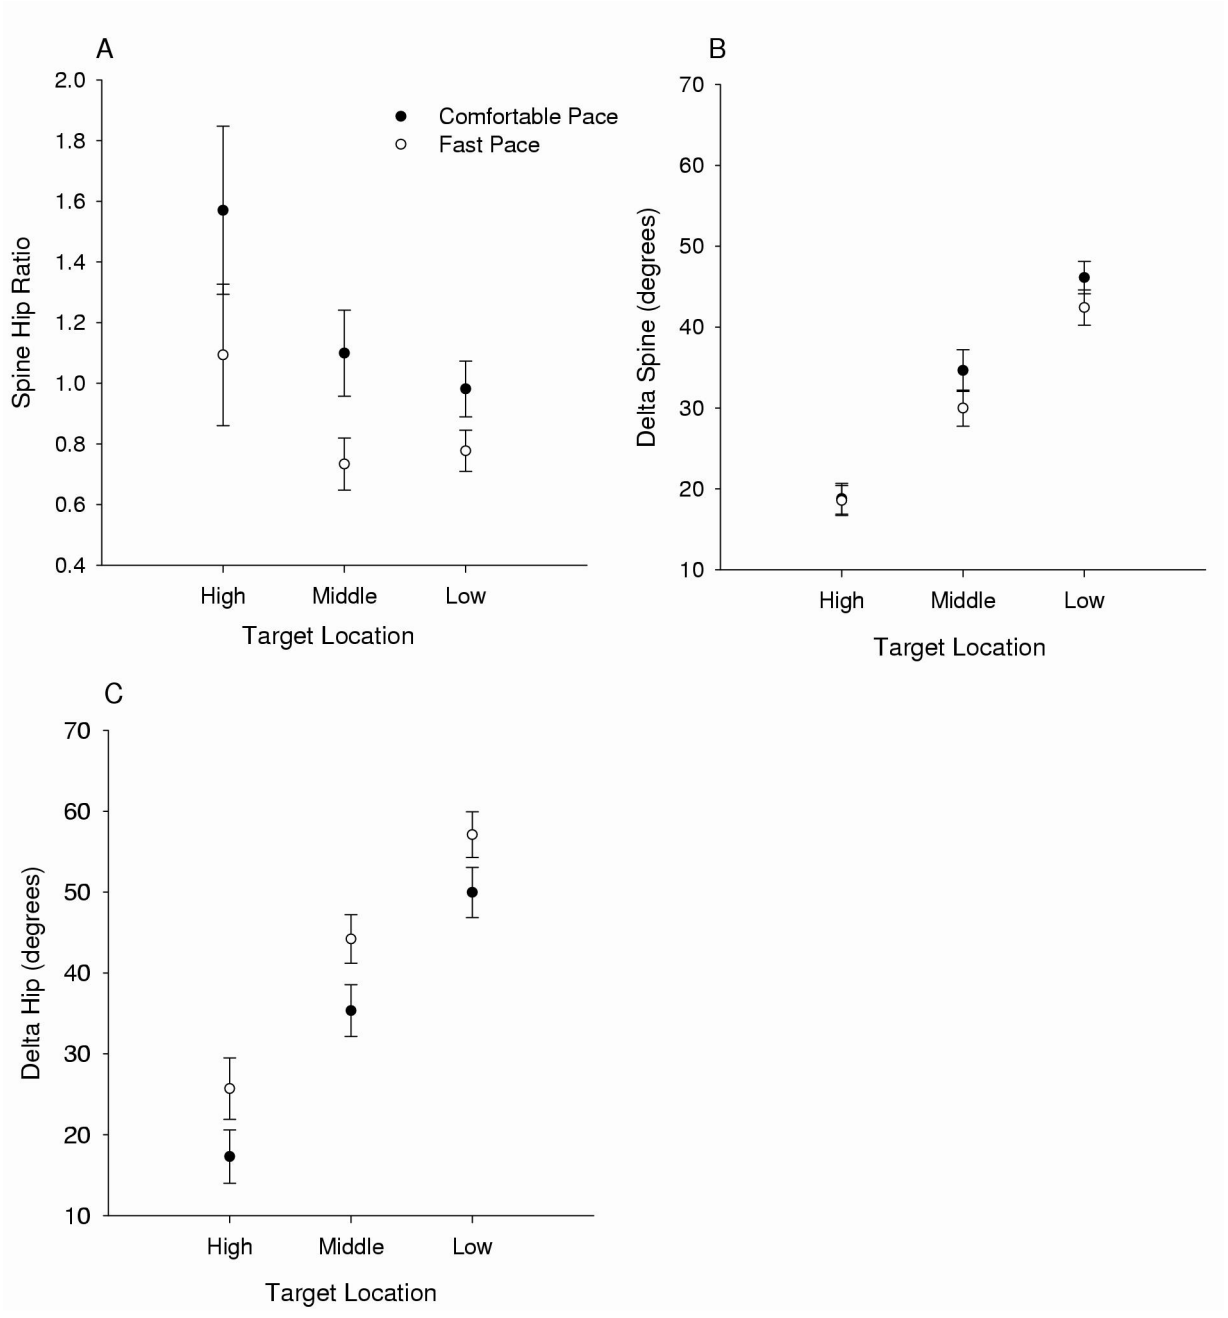 A
2.0
1.8
1.6
1.4
1.2
1.0
0.8
0.6
0.4
Spine Hip Ratio
Comfortable Pace
Fast Pace
High Middle Low
Target Location
B
70
60
50
40
30
20
10
Delta Spine (degrees)
High Middle Low
Target Location
C
70
60
50
40
30
20
10
Delta Hip (degrees)
High Middle Low
Target Location